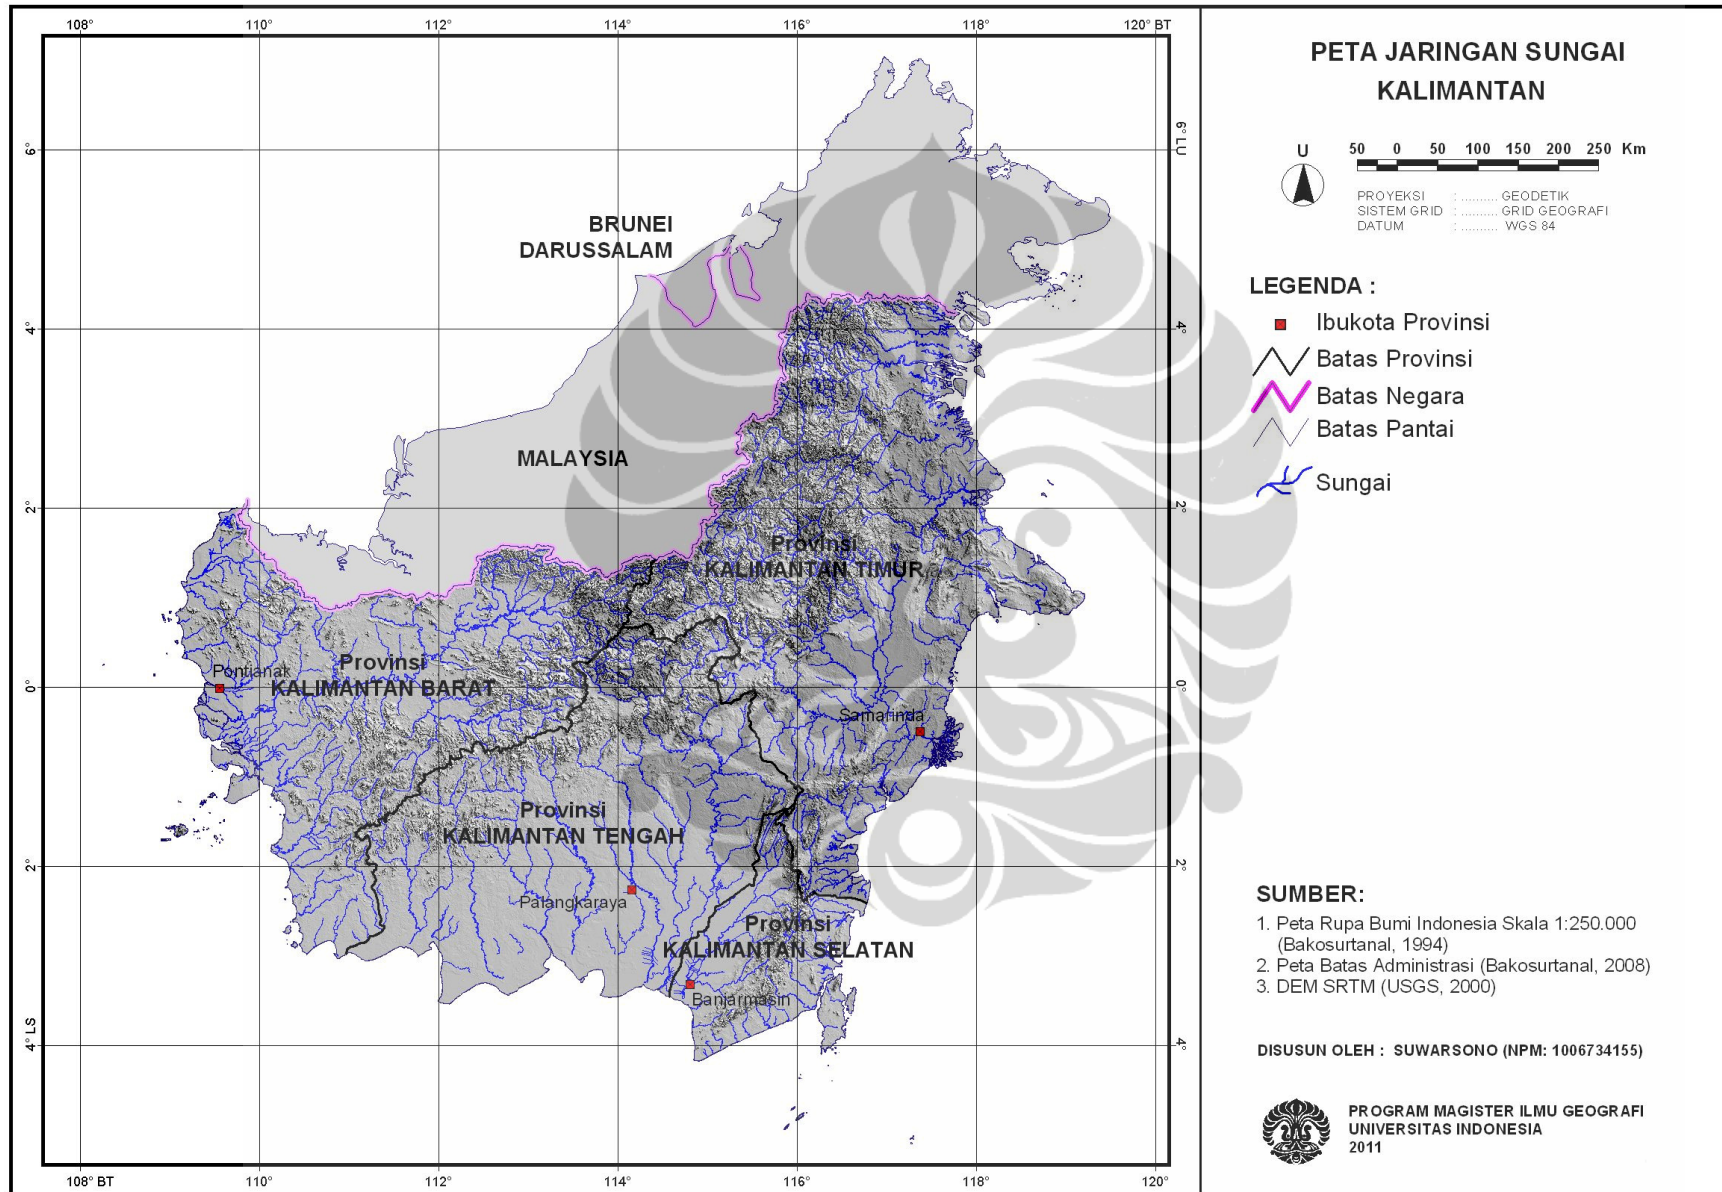 108°
110°
112°
114°
116°
118°
120° BT
6°
4°
2°
0°
2°
4° LS
6° LU
4°
2°
0°
2°
4°
108° BT
110°
112°
114°
116°
118°
120°
BRUNEI
DARUSSALAM
MALAYSIA
Provinsi
KALIMANTAN TIMUR
Pontianak
Provinsi
KALIMANTAN BARAT
Samarinda
Provinsi
KALIMANTAN TENGAH
Palangkaraya
Provinsi
KALIMANTAN SELATAN
Banjarmasin
PETA JARINGAN SUNGAI
KALIMANTAN
U
50 0 50 100 150 200 250 Km
PROYEKSI : .......... GEODETIK
SISTEM GRID : .......... GRID GEOGRAFI
DATUM : .......... WGS 84
LEGENDA :
Ibukota Provinsi
Batas Provinsi
Batas Negara
Batas Pantai
Sungai
SUMBER:
1. Peta Rupa Bumi Indonesia Skala 1:250.000
(Bakosurtanal, 1994)
2. Peta Batas Administrasi (Bakosurtanal, 2008)
3. DEM SRTM (USGS, 2000)
DISUSUN OLEH : SUWARSONO (NPM: 1006734155)
PROGRAM MAGISTER ILMU GEOGRAFI
UNIVERSITAS INDONESIA
2011